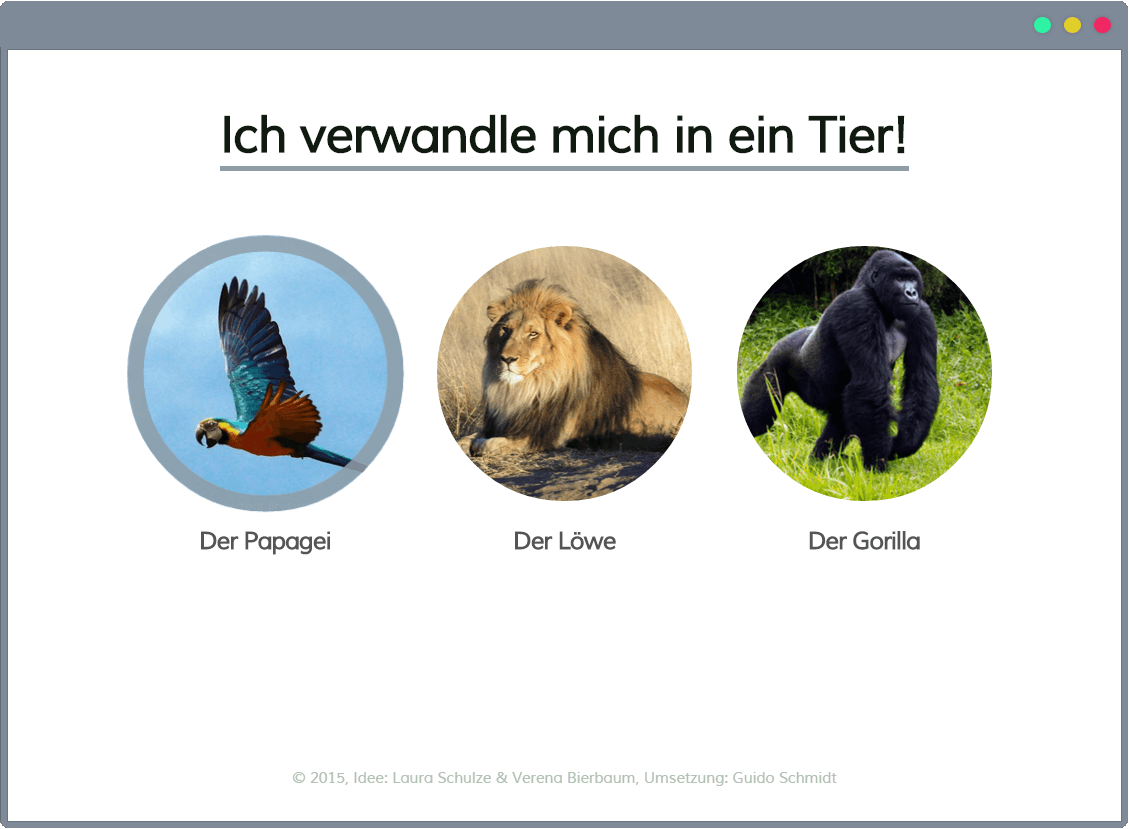 Ich verwandle mich in ein Tier!
Der Papagei
Der Löwe
Der Gorilla
© 2015, Idee: Laura Schulze & Verena Bierbaum, Umsetzung: Guido Schmidt